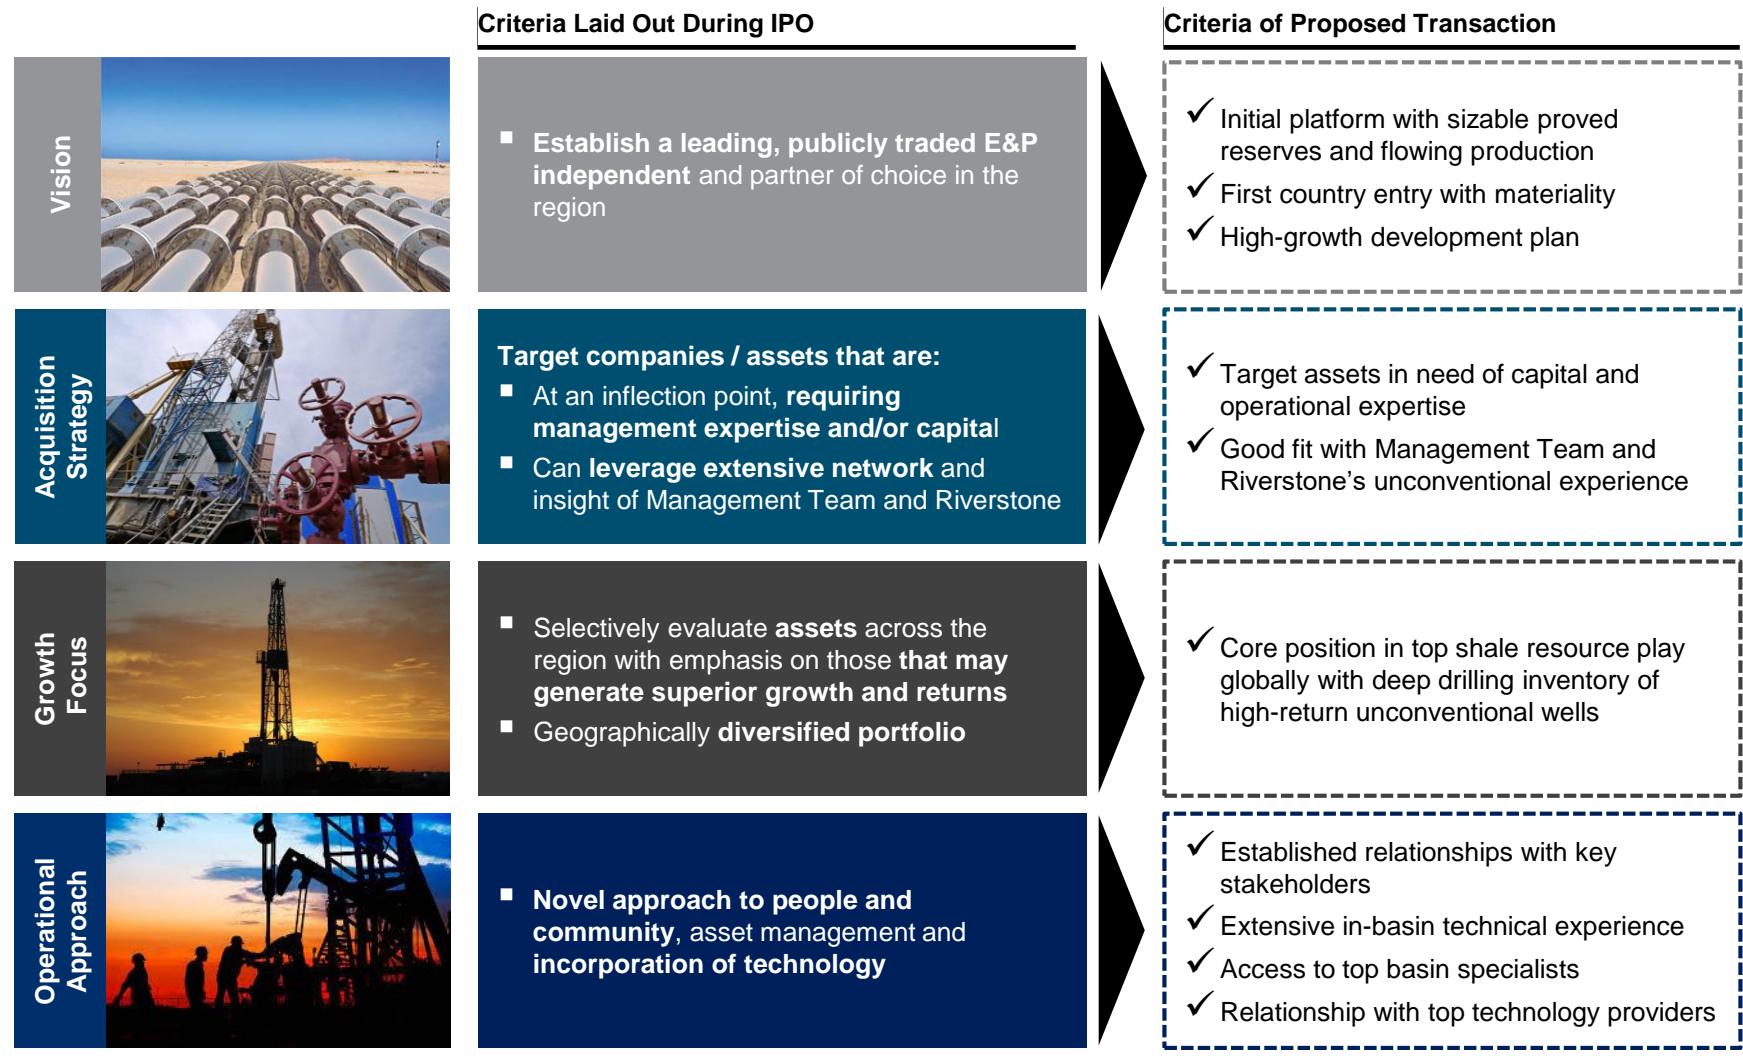 Criteria Laid Out During IPO
Criteria of Proposed Transaction
Vision
▪ Establish a leading, publicly traded E&P
independent and partner of choice in the
region
✓ Initial platform with sizable proved
reserves and flowing production
✓ First country entry with materiality
✓ High-growth development plan
Acquisition
Strategy
Target companies / assets that are:
▪ At an inflection point, requiring
management expertise and/or capital
▪ Can leverage extensive network and
insight of Management Team and Riverstone
✓ Target assets in need of capital and
operational expertise
✓ Good fit with Management Team and
Riverstone’s unconventional experience
Growth
Focus
▪ Selectively evaluate assets across the
region with emphasis on those that may
generate superior growth and returns
▪ Geographically diversified portfolio
✓ Core position in top shale resource play
globally with deep drilling inventory of
high-return unconventional wells
Operational
Approach
▪ Novel approach to people and
community, asset management and
incorporation of technology
✓ Established relationships with key
stakeholders
✓ Extensive in-basin technical experience
✓ Access to top basin specialists
✓ Relationship with top technology providers